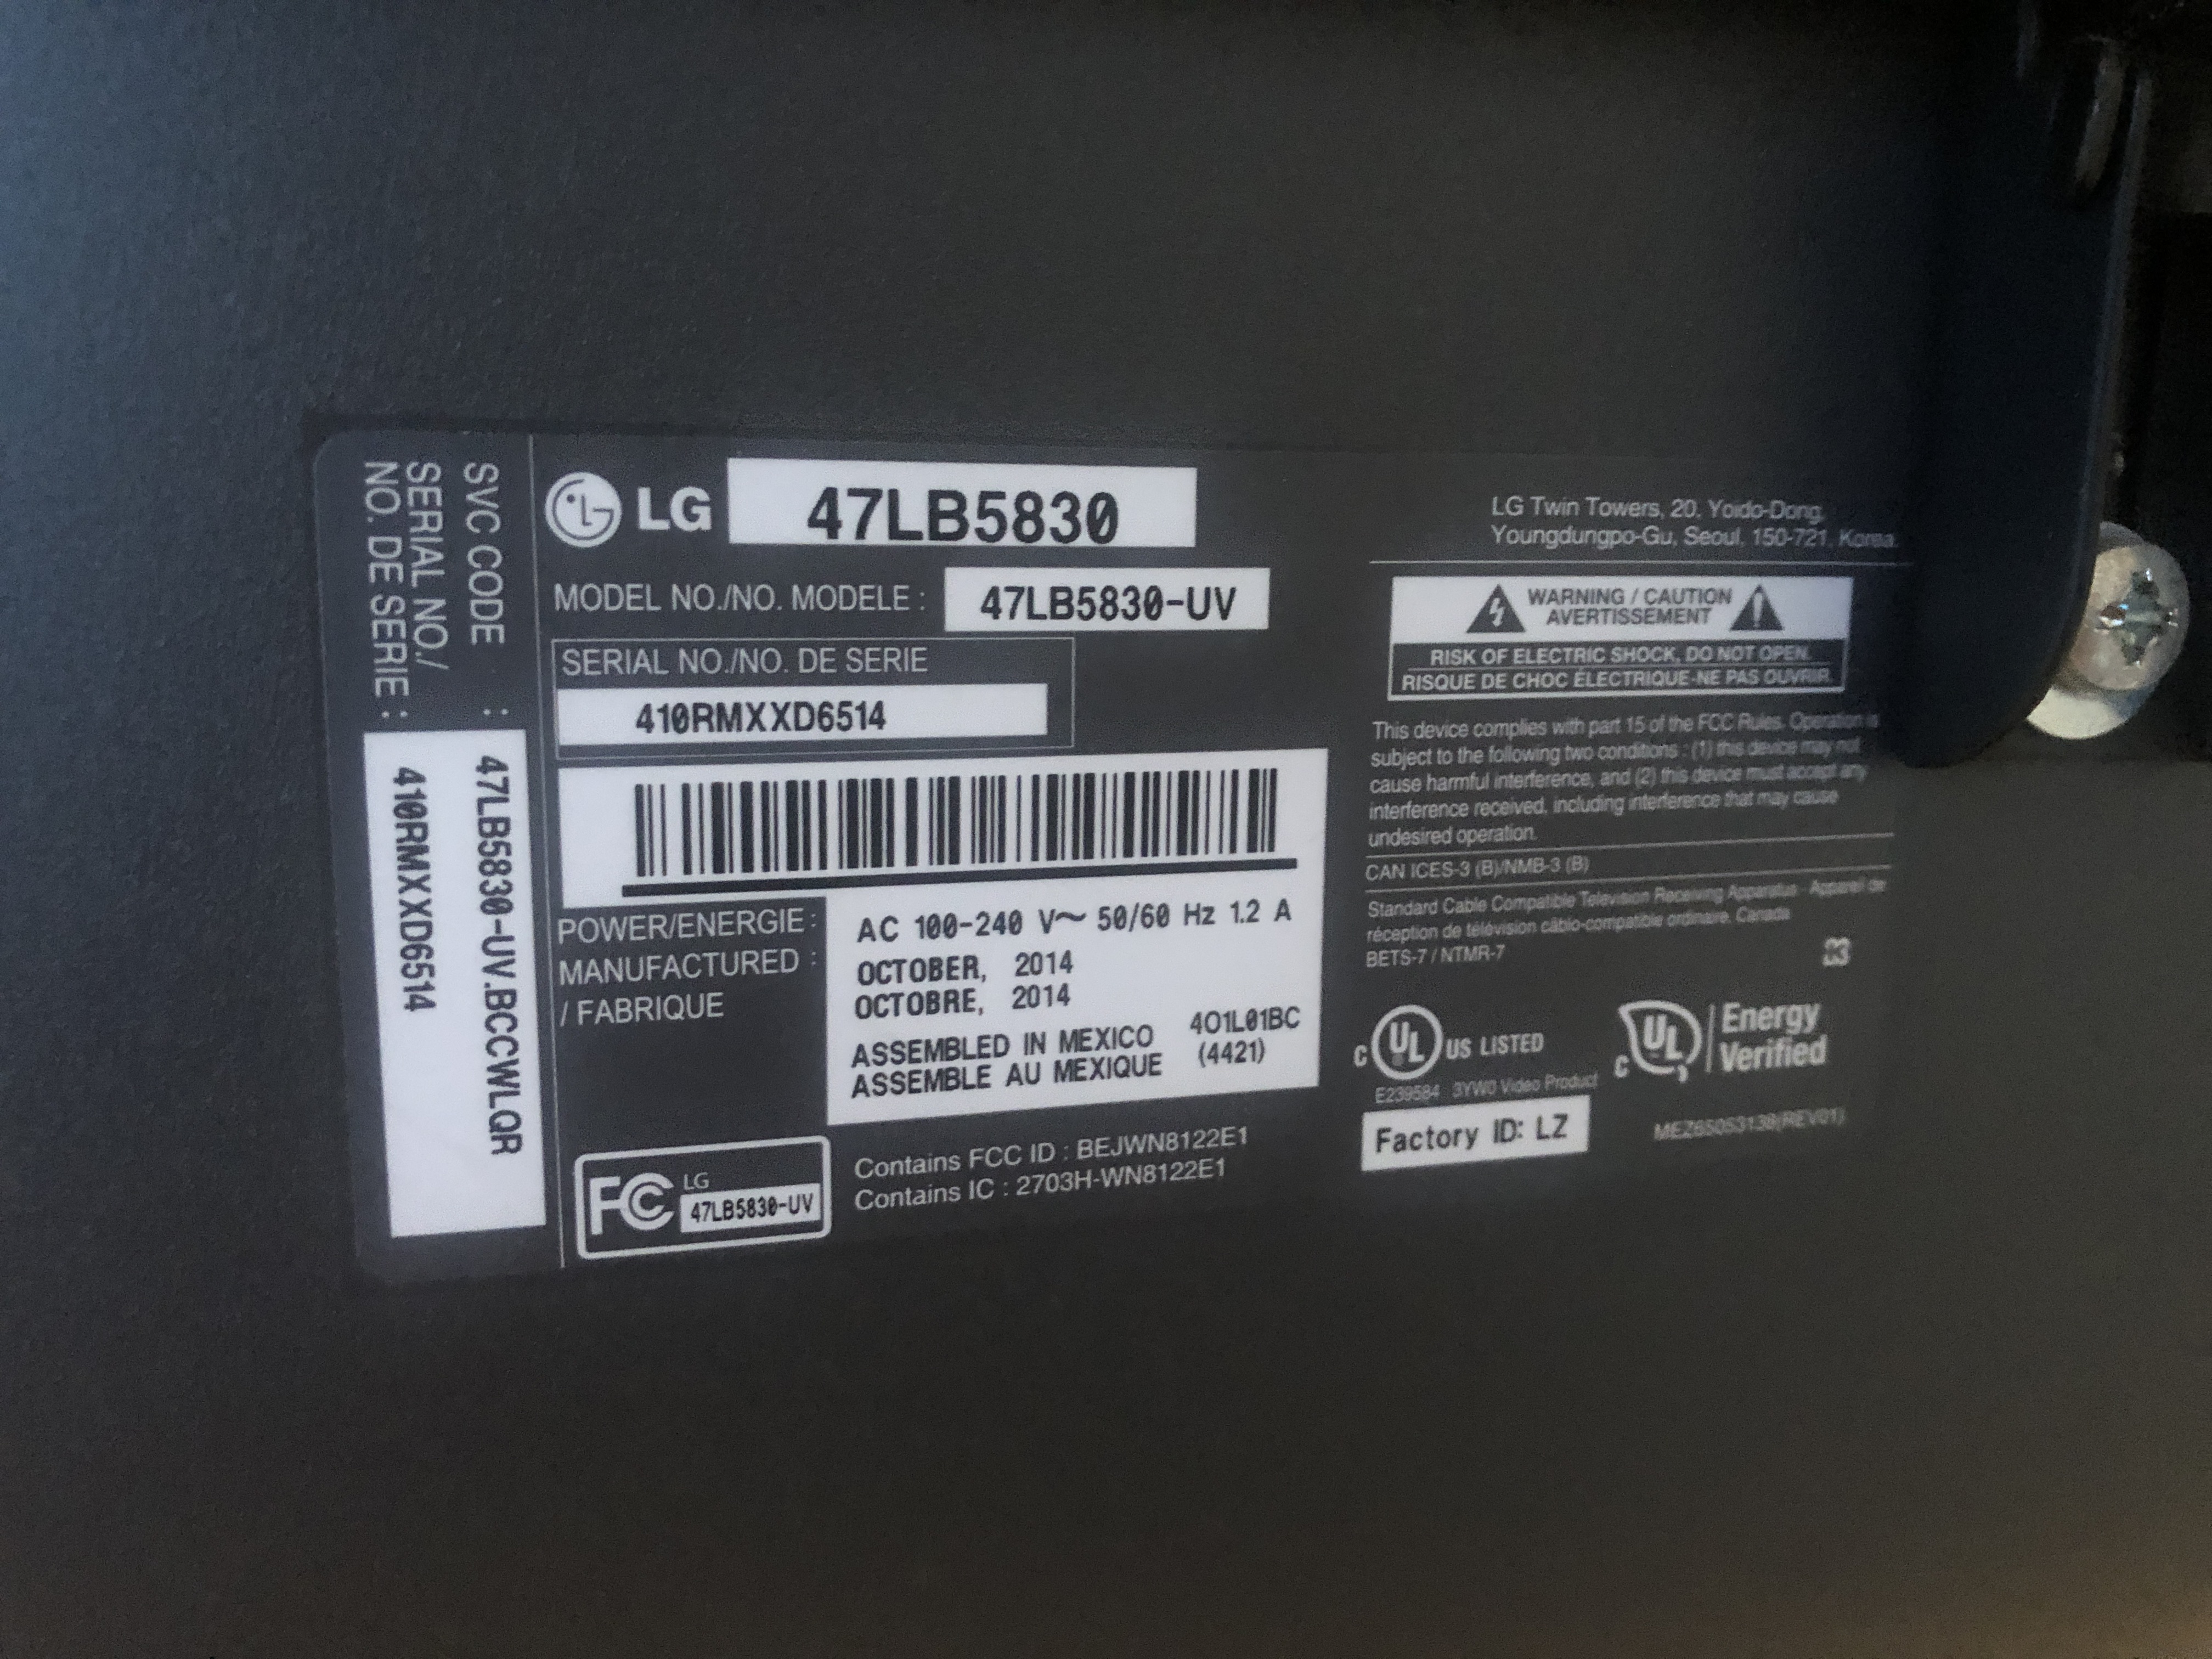 SVC CODE : 47LB5830-UV.BCCWLQR
SERIAL NO./
NO. DE SERIE : 410RMXXD6514
LG 47LB5830
MODEL NO./NO. MODELE : 47LB5830-UV
SERIAL NO./NO. DE SERIE
410RMXXD6514
POWER/ENERGIE : AC 100-240 V~ 50/60 Hz 1.2 A
MANUFACTURED : OCTOBER, 2014
/ FABRIQUE OCTOBRE, 2014
ASSEMBLED IN MEXICO 401L01BC
ASSEMBLE AU MEXIQUE (4421)
FC LG
47LB5830-UV
Contains FCC ID : BEJWN8122E1
Contains IC : 2703H-WN8122E1
LG Twin Towers, 20, Yoido-Dong,
Youngdungpo-Gu, Seoul, 150-721, Korea.
WARNING / CAUTION
AVERTISSEMENT
RISK OF ELECTRIC SHOCK, DO NOT OPEN.
RISQUE DE CHOC ÉLECTRIQUE-NE PAS OUVRIR.
This device complies with part 15 of the FCC Rules. Operation is
subject to the following two conditions : (1) this device may not
cause harmful interference, and (2) this device must accept any
interference received, including interference that may cause
undesired operation.
CAN ICES-3 (B)/NMB-3 (B)
Standard Cable Compatible Television Receiving Apparatus - Appareil de
réception de télévision câblo-compatible ordinaire, Canada
BETS-7 / NTMR-7
C UL US LISTED
E239584 3YW0 Video Product
C UL Energy
Verified
Factory ID: LZ
MEZ65053138(REV01)